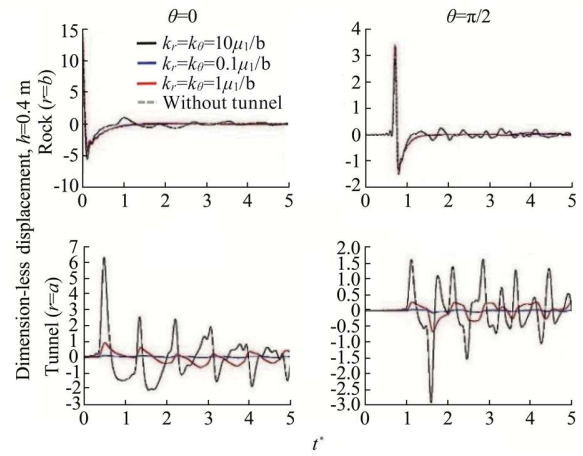 θ=0
θ=π/2
Dimension-less displacement, h=0.4 m
Rock (r=b)
15
10
5
0
-5
-10
k_r=k_θ=10μ₁/b
k_r=k_θ=0.1μ₁/b
k_r=k_θ=1μ₁/b
Without tunnel
0 1 2 3 4 5
4
3
2
1
0
-1
-2
0 1 2 3 4 5
Tunnel (r=a)
7
6
5
4
3
2
1
0
-1
-2
-3
0 1 2 3 4 5
2.0
1.5
1.0
0.5
0
-0.5
-1.0
-1.5
-2.0
2.5
3.0
0 1 2 3 4 5
t*